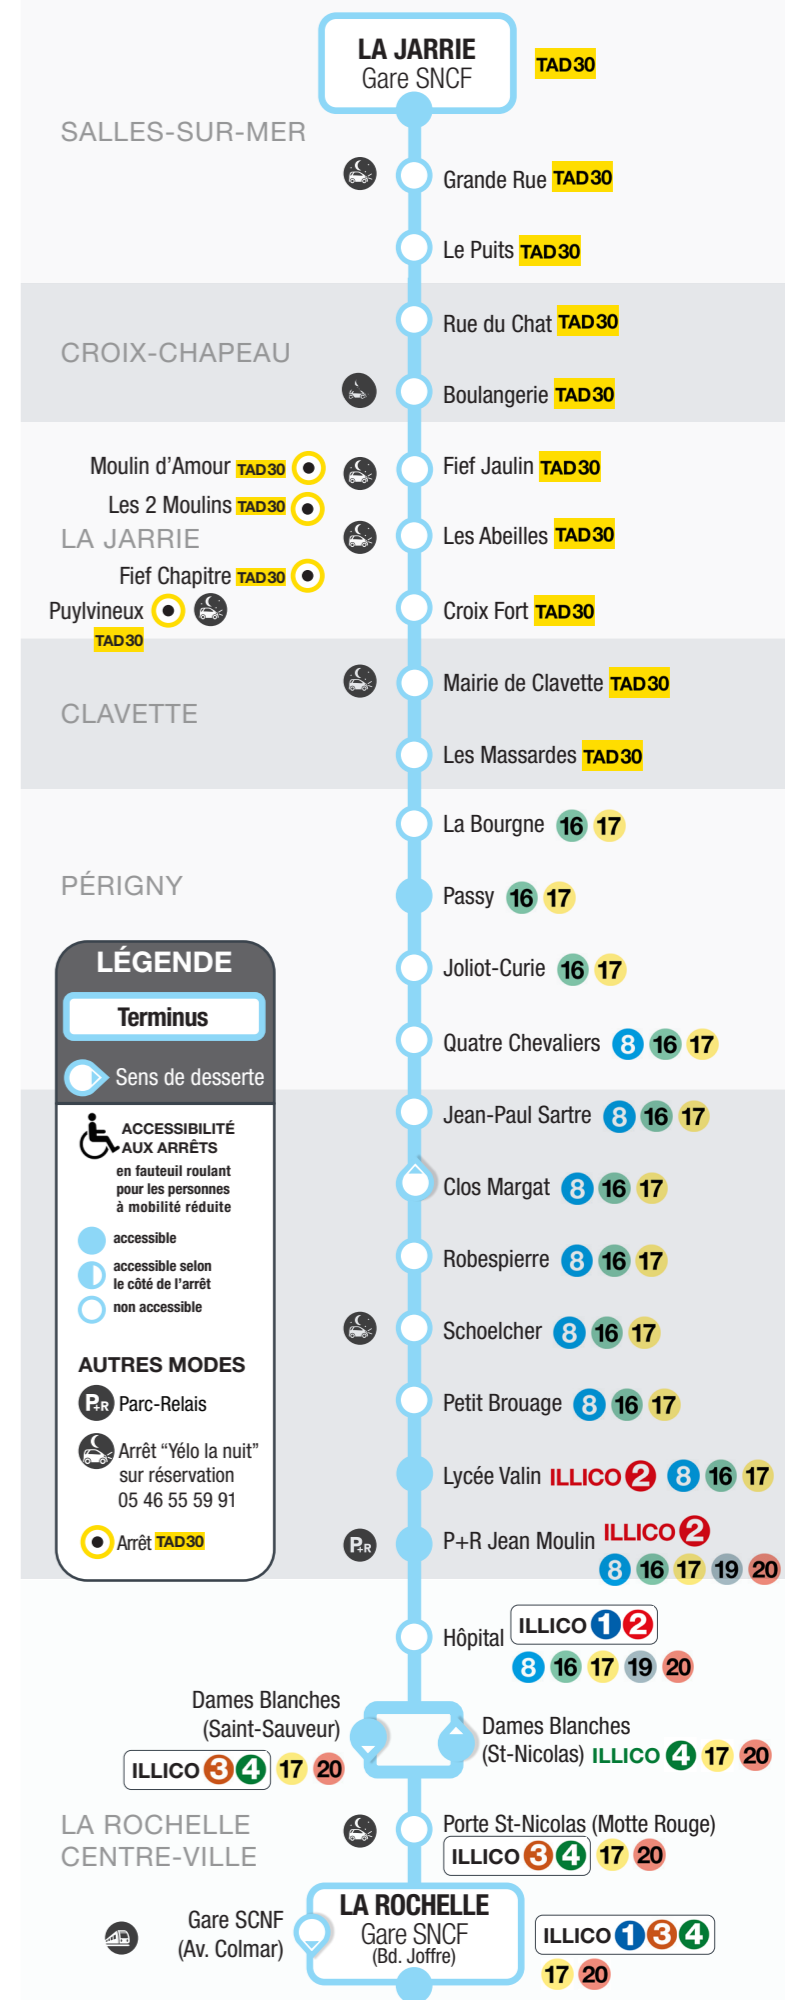 LA JARRIE
Gare SNCF
TAD30
SALLES-SUR-MER
Grande Rue TAD30
Le Puits TAD30
Rue du Chat TAD30
CROIX-CHAPEAU
Boulangerie TAD30
Moulin d'Amour TAD30
Fief Jaulin TAD30
Les 2 Moulins TAD30
LA JARRIE
Les Abeilles TAD30
Fief Chapitre TAD30
Puylvineux
TAD30
Croix Fort TAD30
Mairie de Clavette TAD30
CLAVETTE
Les Massardes TAD30
La Bourgne 16 17
PÉRIGNY
Passy 16 17
Joliot-Curie 16 17
Quatre Chevaliers 8 16 17
Jean-Paul Sartre 8 16 17
Clos Margat 8 16 17
Robespierre 8 16 17
Schoelcher 8 16 17
Petit Brouage 8 16 17
Lycée Valin ILLICO 2 8 16 17
P+R
P+R Jean Moulin ILLICO 2
8 16 17 19 20
LÉGENDE
Terminus
Sens de desserte
ACCESSIBILITÉ
AUX ARRÊTS
en fauteuil roulant
pour les personnes
à mobilité réduite
accessible
accessible selon
le côté de l'arrêt
non accessible
AUTRES MODES
P+R Parc-Relais
Arrêt “Yélo la nuit”
sur réservation
05 46 55 59 91
Arrêt TAD30
Hôpital ILLICO 1 2
8 16 17 19 20
Dames Blanches
(Saint-Sauveur)
ILLICO 3 4 17 20
Dames Blanches
(St-Nicolas) ILLICO 4 17 20
LA ROCHELLE
CENTRE-VILLE
Porte St-Nicolas (Motte Rouge)
ILLICO 3 4 17 20
Gare SCNF
(Av. Colmar)
LA ROCHELLE
Gare SNCF
(Bd. Joffre)
ILLICO 1 3 4
17 20